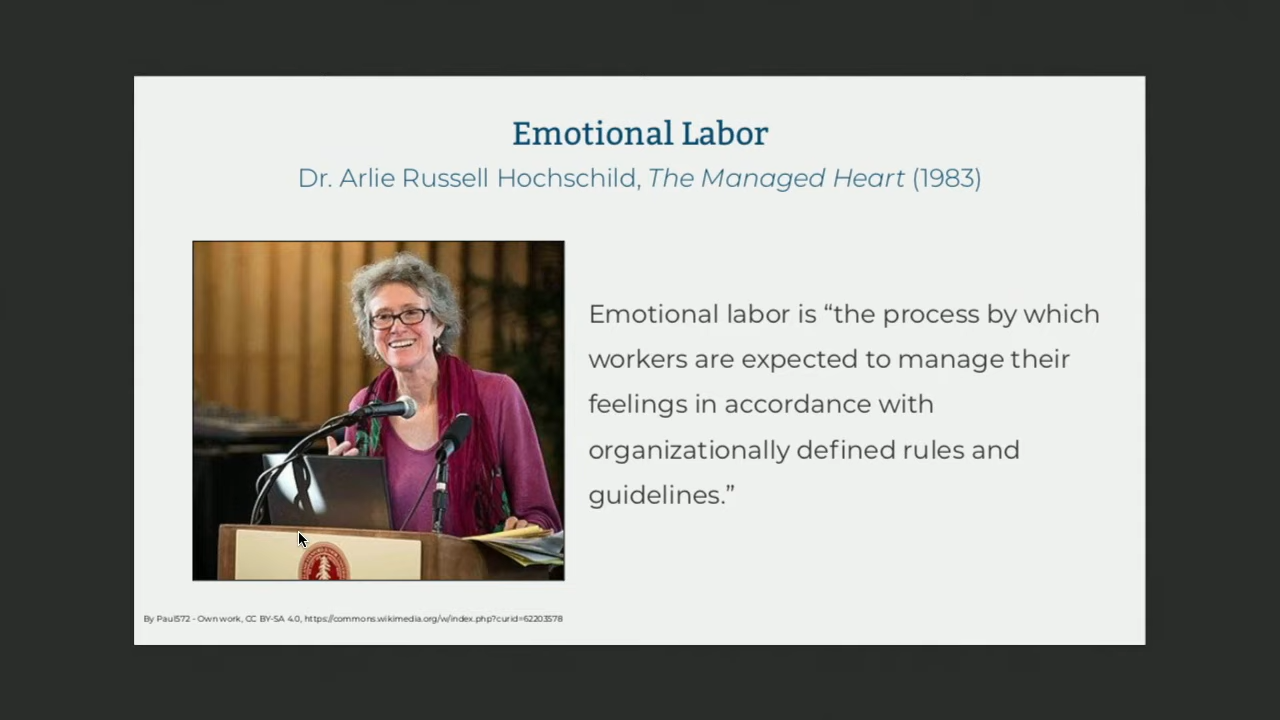 Emotional Labor
Dr. Arlie Russell Hochschild, The Managed Heart (1983)
Emotional labor is “the process by which
workers are expected to manage their
feelings in accordance with
organizationally defined rules and
guidelines.”
By Paul572 - Own work, CC BY-SA 4.0, https://commons.wikimedia.org/w/index.php?curid=62203578